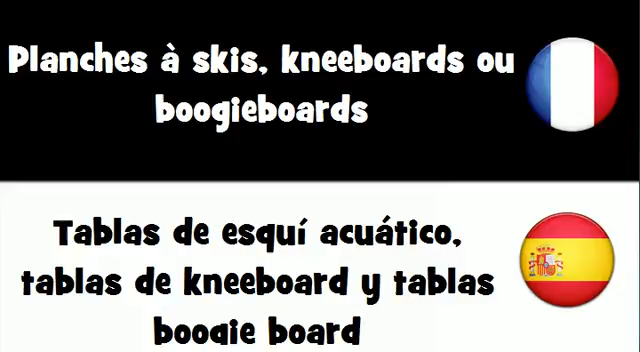 Planches à skis, kneeboards ou
boogieboards
Tablas de esquí acuático,
tablas de kneeboard y tablas
boogie board